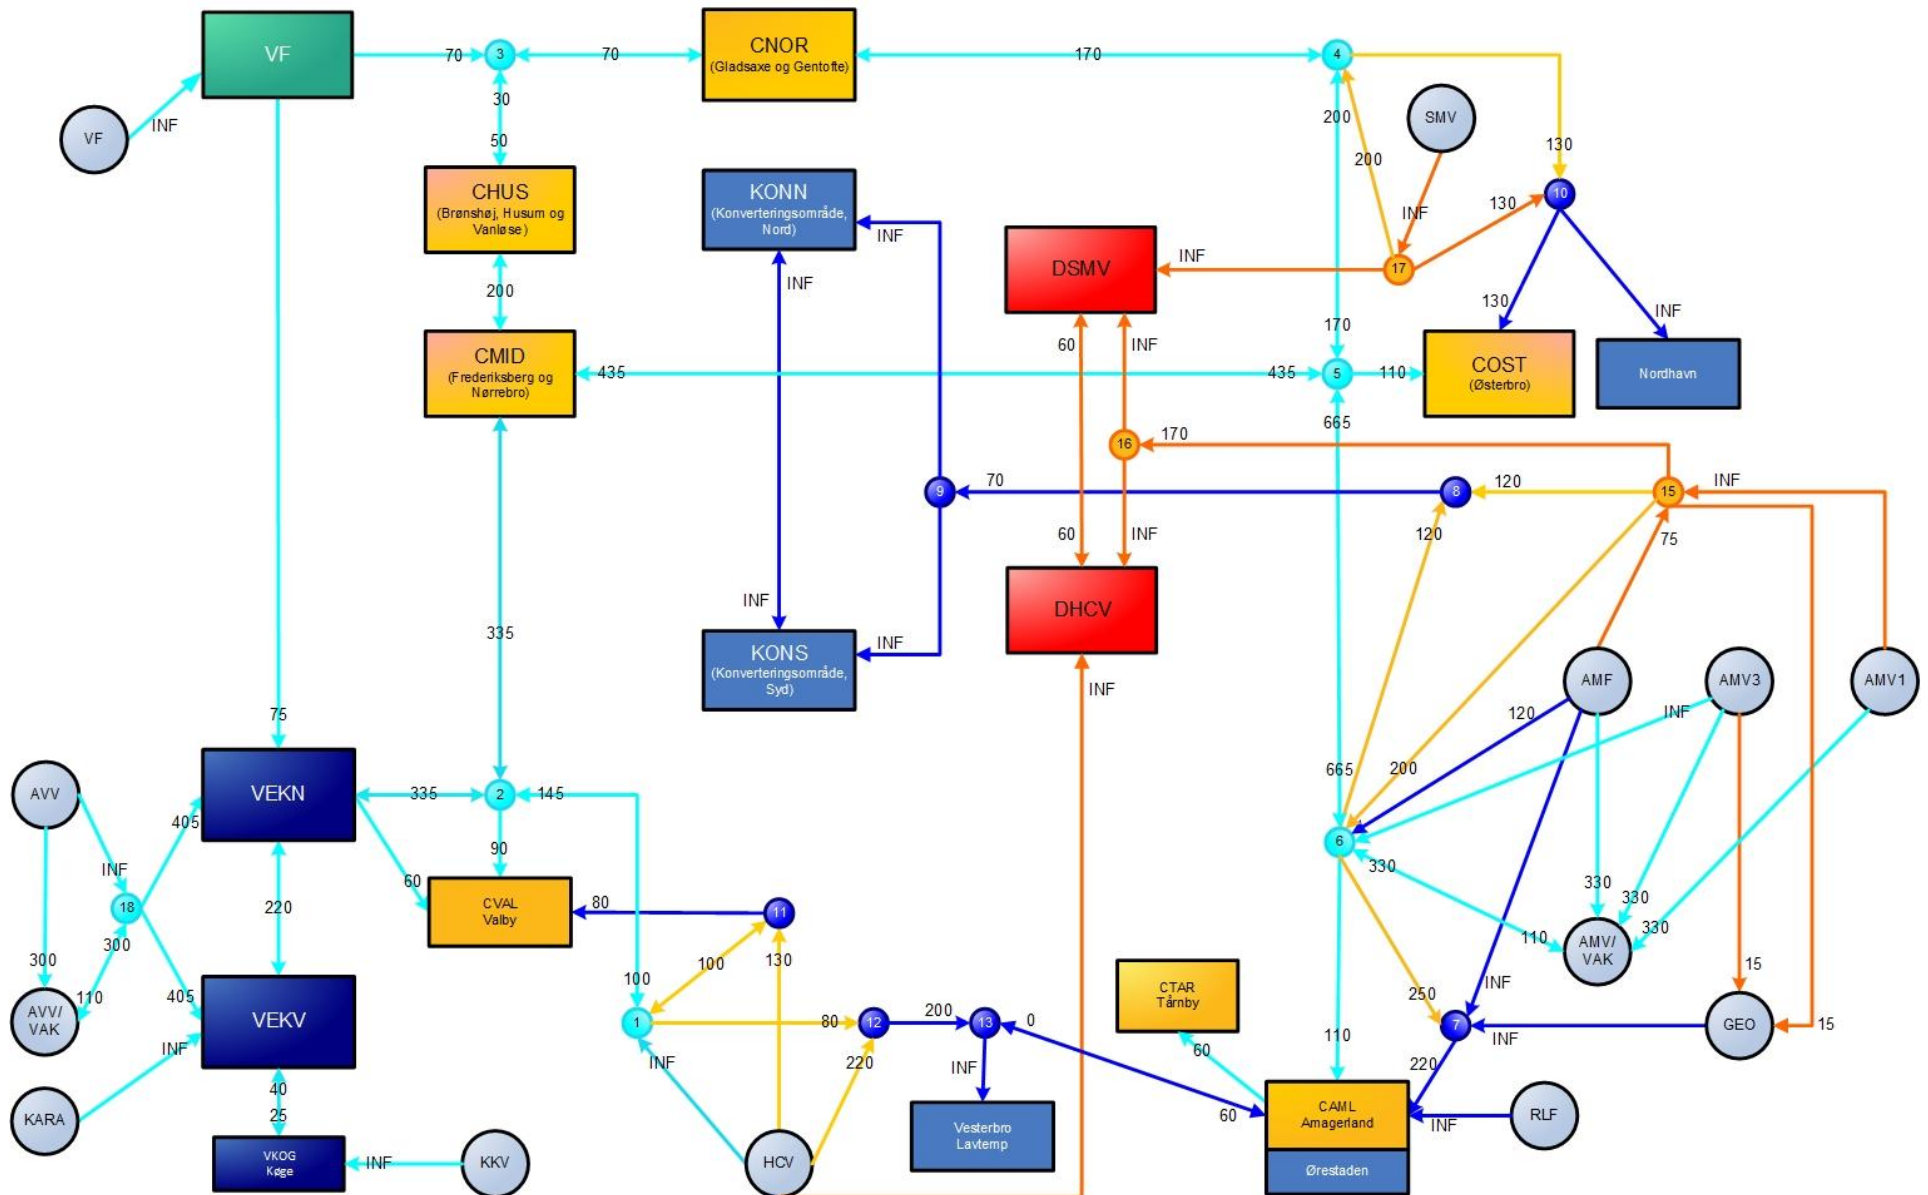 VF
70
3
70
CNOR
(Gladsaxe og Gentofte)
170
4
INF
VF
30
50
200
200
SMV
130
CHUS
(Brønshøj, Husum og
Vanløse)
KONN
(Konverteringsområde,
Nord)
INF
INF
DSMV
INF
17
INF
130
10
200
60
INF
170
130
INF
CMID
(Frederiksberg og
Nørrebro)
435
435
5
110
COST
(Østerbro)
Nordhavn
665
16
170
9
70
8
120
15
INF
60
INF
120
75
DHCV
INF
335
KONS
(Konverteringsområde,
Syd)
INF
INF
AMF
AMV3
AMV1
120
INF
75
665
200
AVV
405
VEKN
335
2
145
INF
90
60
6
330
18
220
CVAL
Valby
80
11
330
330
330
300
300
100
100
130
110
AMV/
VAK
110
405
AVV/
VAK
VEKV
INF
1
80
12
200
13
0
CTAR
Tårnby
60
110
250
INF
15
7
INF
GEO
15
220
INF
220
INF
40
25
KARA
60
CAML
Amagerland
Ørestaden
INF
RLF
VKOG
Køge
INF
KKV
HCV
Vesterbro
Lavtemp